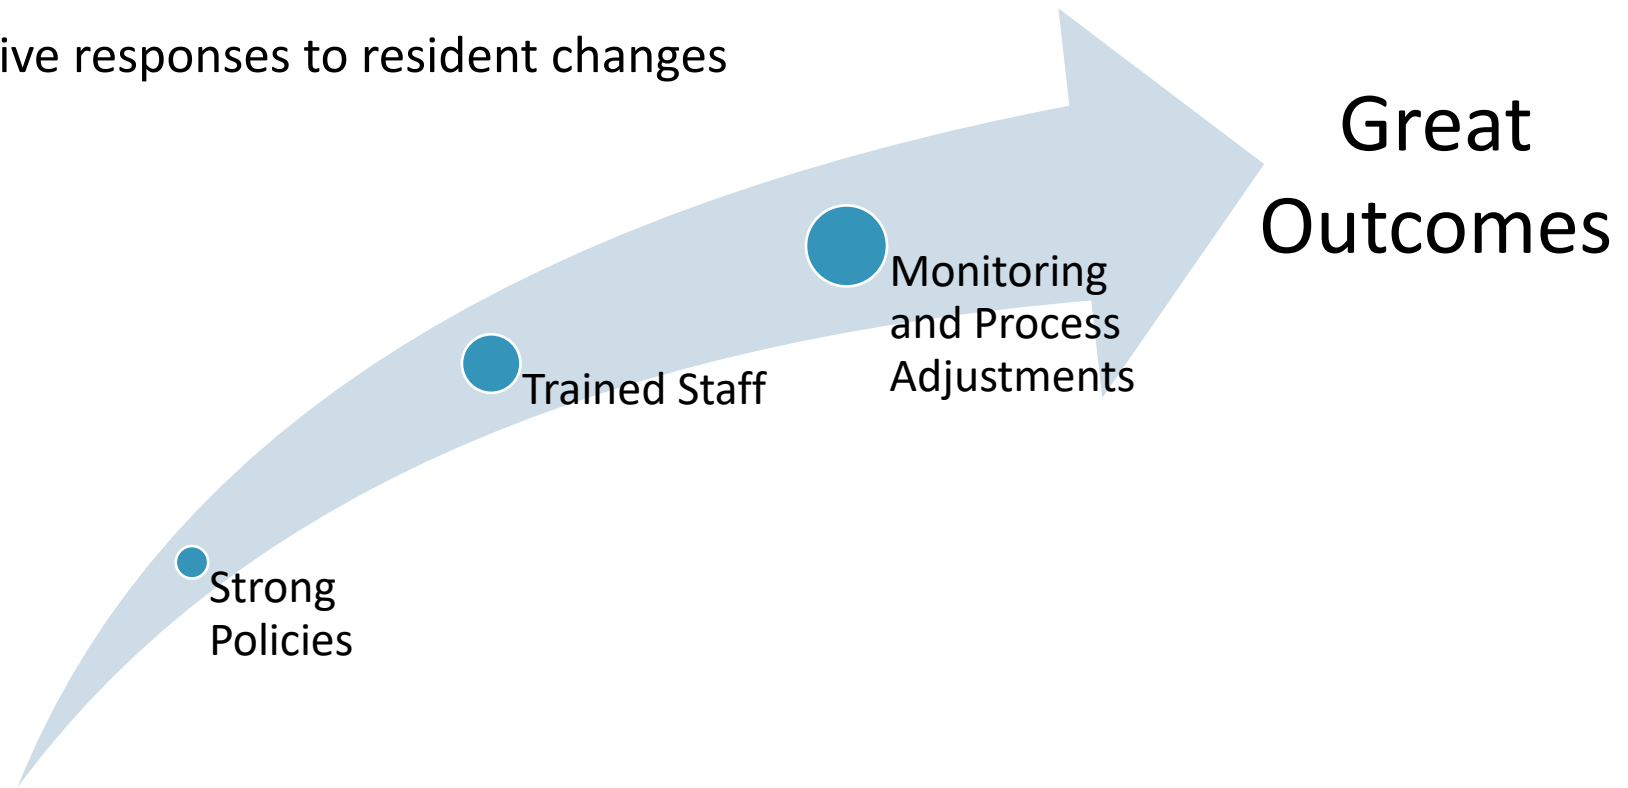 ive responses to resident changes
Great
Outcomes
Monitoring
and Process
Adjustments
Trained Staff
Strong
Policies